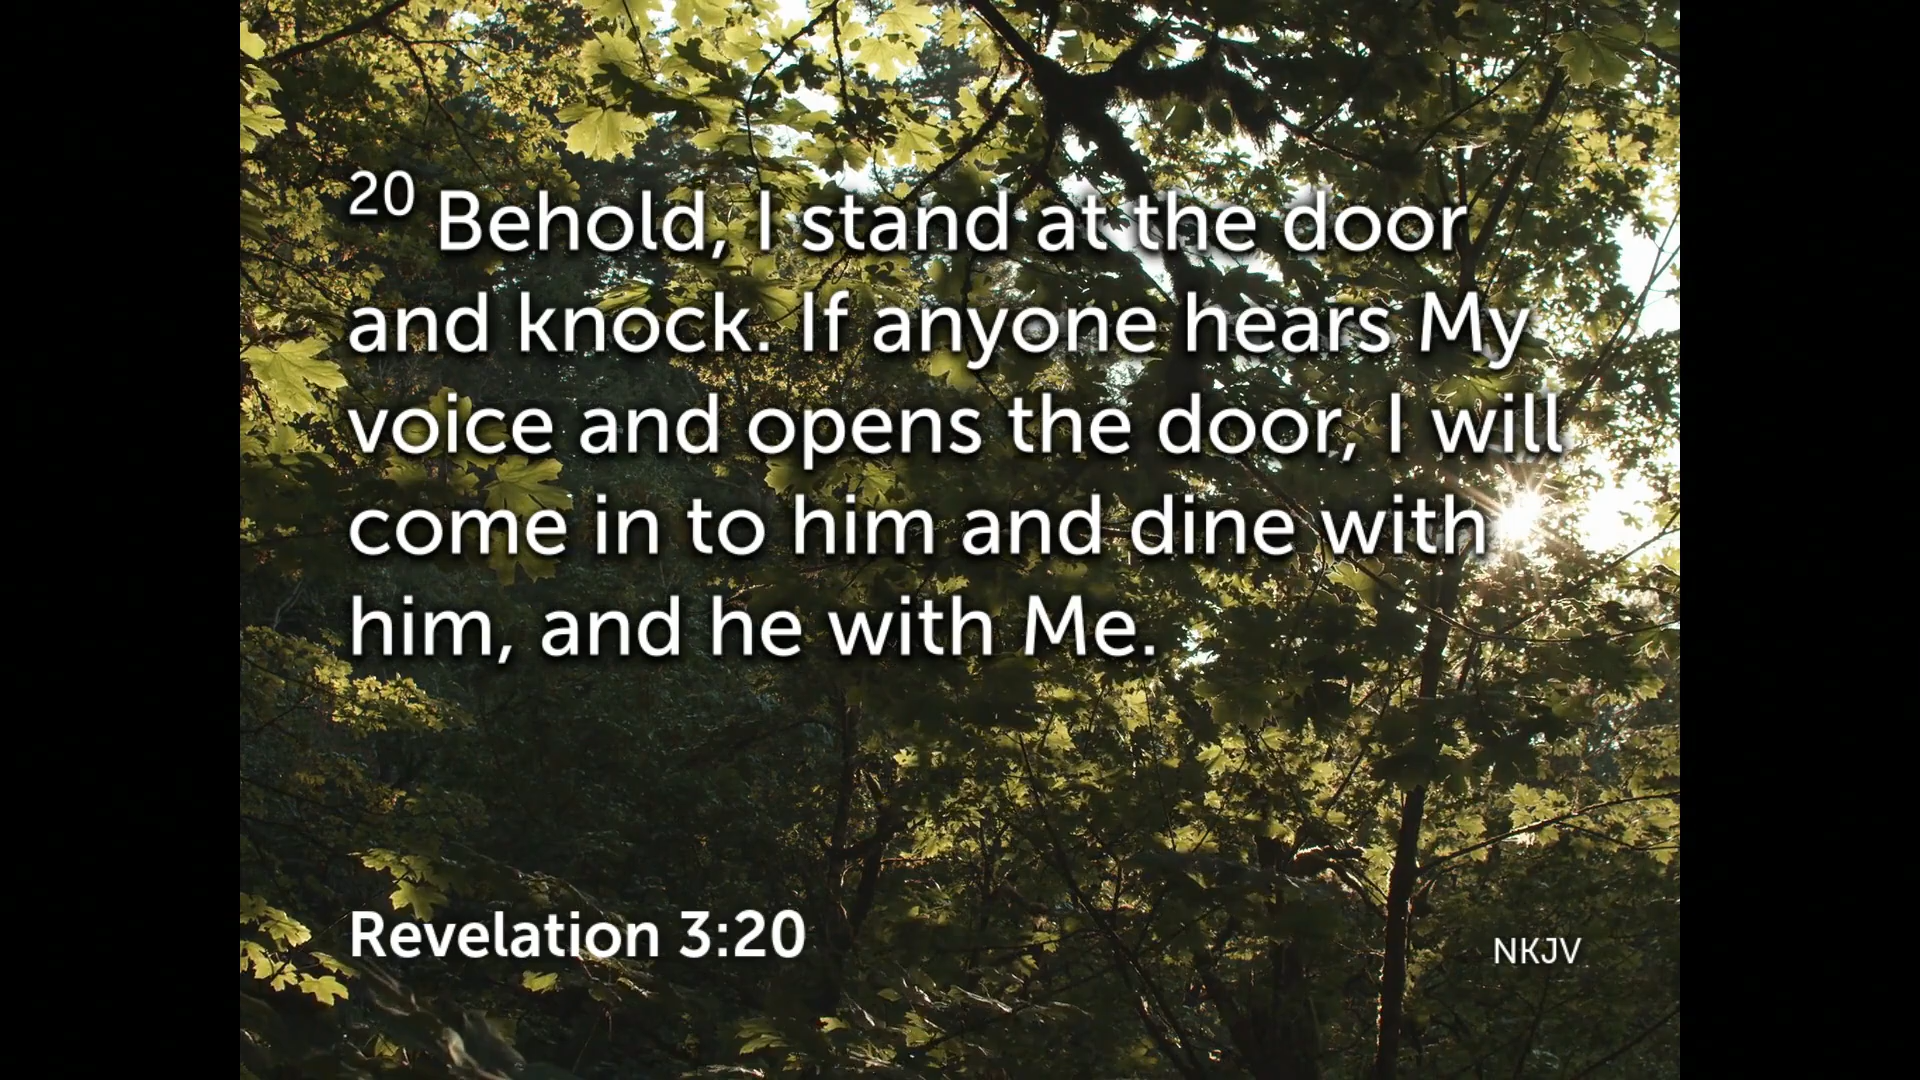 20 Behold, I stand at the door
and knock. If anyone hears My
voice and opens the door, I will
come in to him and dine with
him, and he with Me.
Revelation 3:20
NKJV